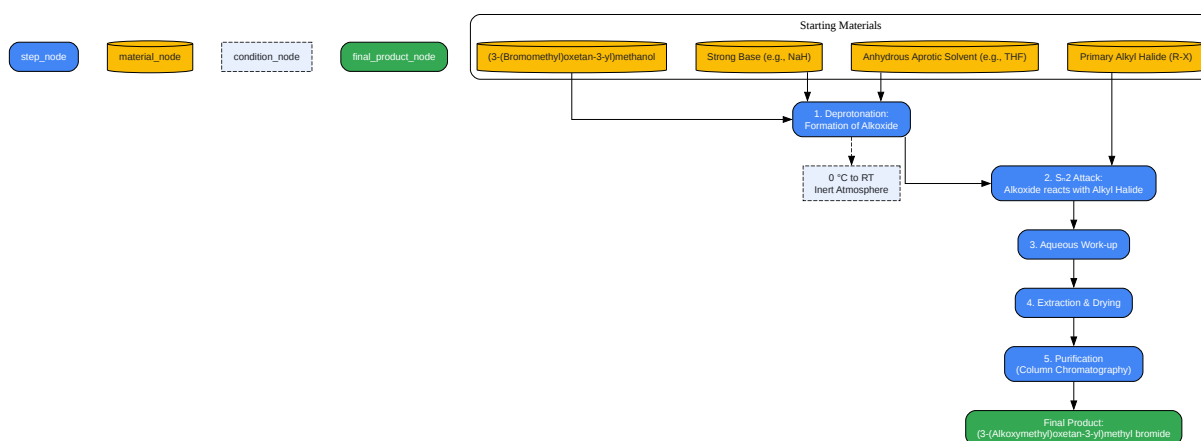 Starting Materials
step_node
material_node
condition_node
final_product_node
(3-(Bromomethyl)oxetan-3-yl)methanol
Strong Base (e.g., NaH)
Anhydrous Aprotic Solvent (e.g., THF)
Primary Alkyl Halide (R-X)
1. Deprotonation:
Formation of Alkoxide
0 °C to RT
Inert Atmosphere
2. Sₙ2 Attack:
Alkoxide reacts with Alkyl Halide
3. Aqueous Work-up
4. Extraction & Drying
5. Purification
(Column Chromatography)
Final Product:
(3-(Alkoxymethyl)oxetan-3-yl)methyl bromide